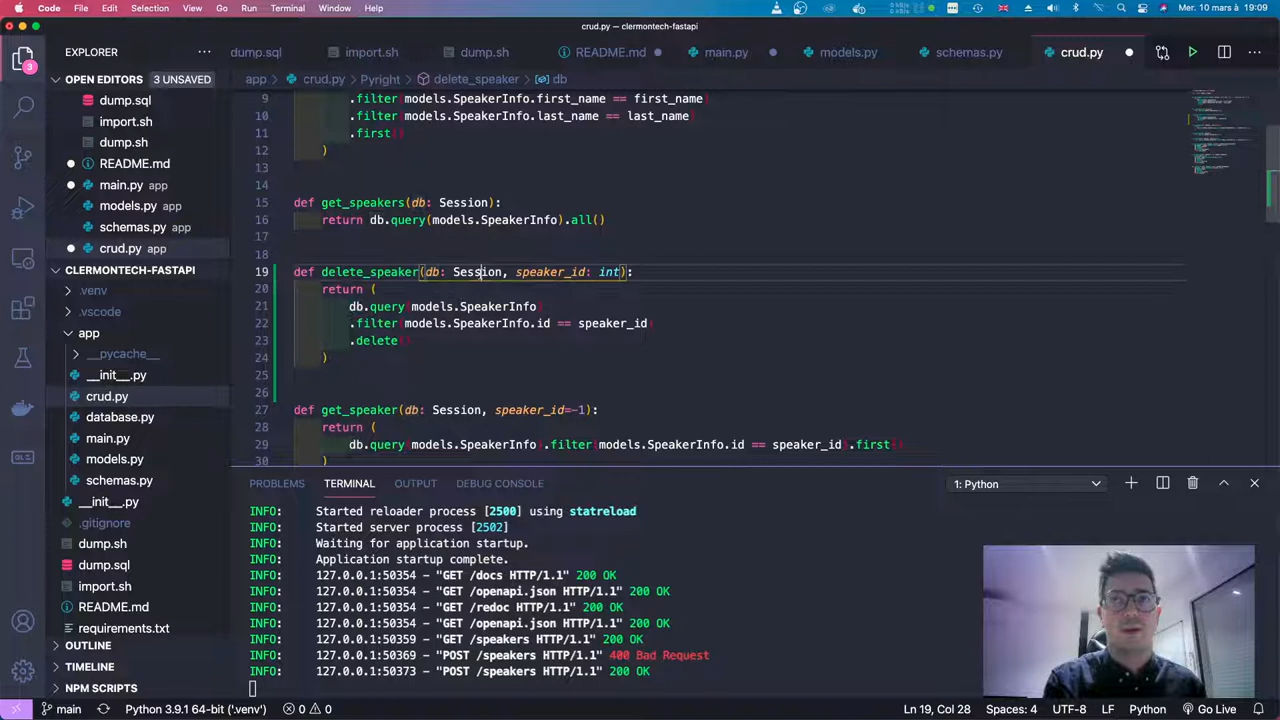 Code File Edit Selection View Go Run Terminal Window Help
Mer. 10 mars à 19:09
crud.py — clermontech-fastapi
EXPLORER
dump.sql import.sh dump.sh README.md main.py models.py schemas.py crud.py
OPEN EDITORS 3 UNSAVED
app > crud.py > Pyright > delete_speaker > db
dump.sql
import.sh
dump.sh
README.md
main.py app
models.py app
schemas.py app
crud.py app
CLERMONTECH-FASTAPI
.venv
.vscode
app
__pycache__
__init__.py
crud.py
database.py
main.py
models.py
schemas.py
__init__.py
.gitignore
dump.sh
dump.sql
import.sh
README.md
requirements.txt
OUTLINE
TIMELINE
NPM SCRIPTS
3
9 .filter(models.SpeakerInfo.first_name == first_name)
10 .filter(models.SpeakerInfo.last_name == last_name)
11 .first()
12 )
13
14
15 def get_speakers(db: Session):
16 return db.query(models.SpeakerInfo).all()
17
18
19 def delete_speaker(db: Session, speaker_id: int):
20 return (
21 db.query(models.SpeakerInfo)
22 .filter(models.SpeakerInfo.id == speaker_id)
23 .delete()
24 )
25
26
27 def get_speaker(db: Session, speaker_id=-1):
28 return (
29 db.query(models.SpeakerInfo).filter(models.SpeakerInfo.id == speaker_id).first()
30 )
PROBLEMS TERMINAL OUTPUT DEBUG CONSOLE
1: Python
INFO: Started reloader process [2500] using statreload
INFO: Started server process [2502]
INFO: Waiting for application startup.
INFO: Application startup complete.
INFO: 127.0.0.1:50354 - "GET /docs HTTP/1.1" 200 OK
INFO: 127.0.0.1:50354 - "GET /openapi.json HTTP/1.1" 200 OK
INFO: 127.0.0.1:50354 - "GET /redoc HTTP/1.1" 200 OK
INFO: 127.0.0.1:50354 - "GET /openapi.json HTTP/1.1" 200 OK
INFO: 127.0.0.1:50359 - "GET /speakers HTTP/1.1" 200 OK
INFO: 127.0.0.1:50369 - "POST /speakers HTTP/1.1" 400 Bad Request
INFO: 127.0.0.1:50373 - "POST /speakers HTTP/1.1" 200 OK
main Python 3.9.1 64-bit ('.venv') 0 0 Ln 19, Col 28 Spaces: 4 UTF-8 LF Python Go Live